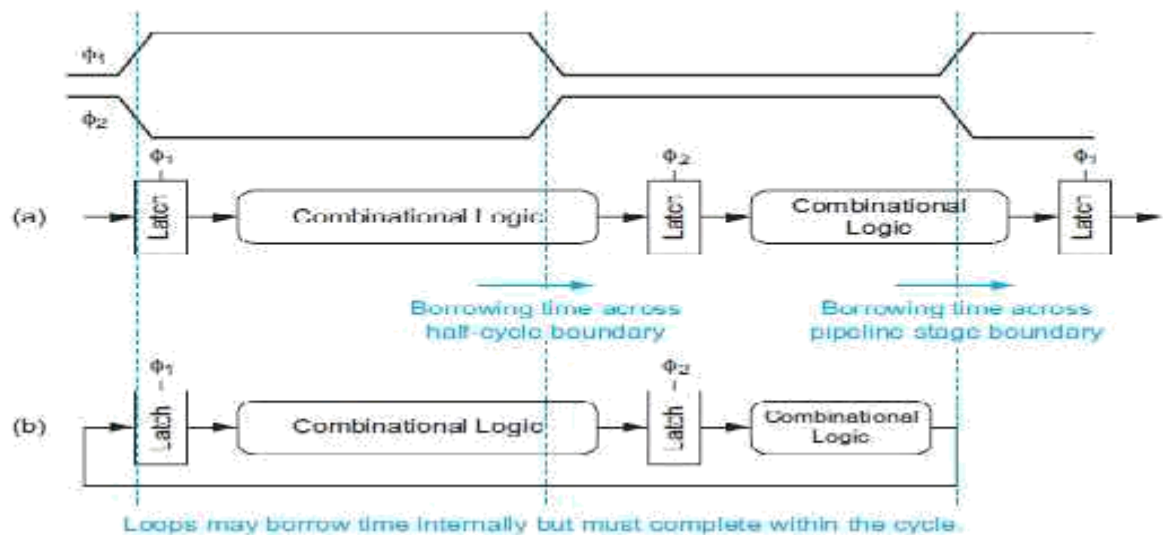 ϕ1
ϕ2
ϕ1
ϕ2
ϕ1
(a)
Latch
Combinational Logic
Latch
Combinational
Logic
Latch
Borrowing time across
half-cycle boundary
Borrowing time across
pipeline stage boundary
ϕ1
ϕ2
(b)
Latch
Combinational Logic
Latch
Combinational
Logic
Loops may borrow time internally but must complete within the cycle.